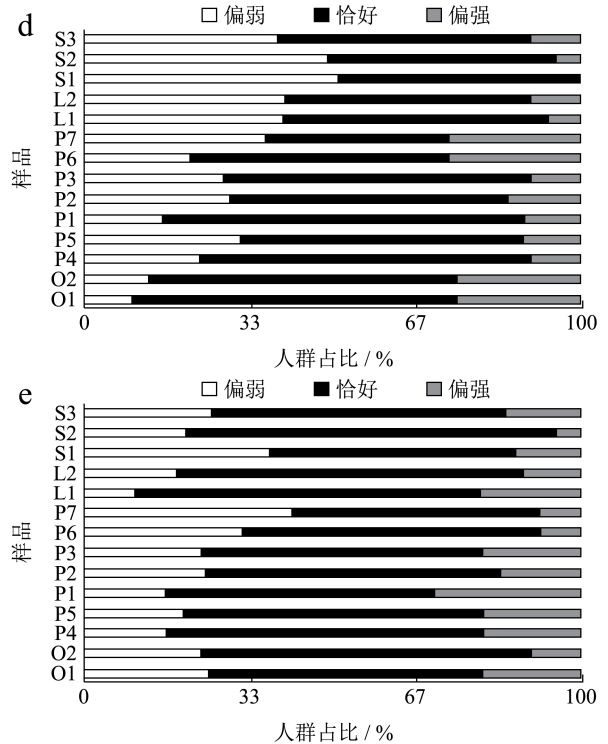 d
偏弱 恰好 偏强
S3
S2
S1
L2
L1
P7
P6
P3
P2
P1
P5
P4
O2
O1
样品
0 33 67 100
人群占比 / %
e
偏弱 恰好 偏强
S3
S2
S1
L2
L1
P7
P6
P3
P2
P1
P5
P4
O2
O1
样品
0 33 67 100
人群占比 / %